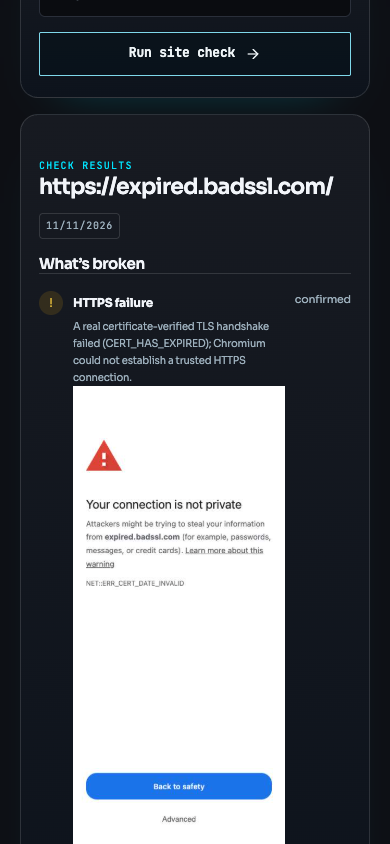 Run site check →
CHECK RESULTS
https://expired.badssl.com/
11/11/2026
What's broken
!
HTTPS failure
confirmed
A real certificate-verified TLS handshake
failed (CERT_HAS_EXPIRED); Chromium
could not establish a trusted HTTPS
connection.
Your connection is not private
Attackers might be trying to steal your information
from expired.badssl.com (for example, passwords,
messages, or credit cards). Learn more about this
warning
NET::ERR_CERT_DATE_INVALID
Back to safety
Advanced